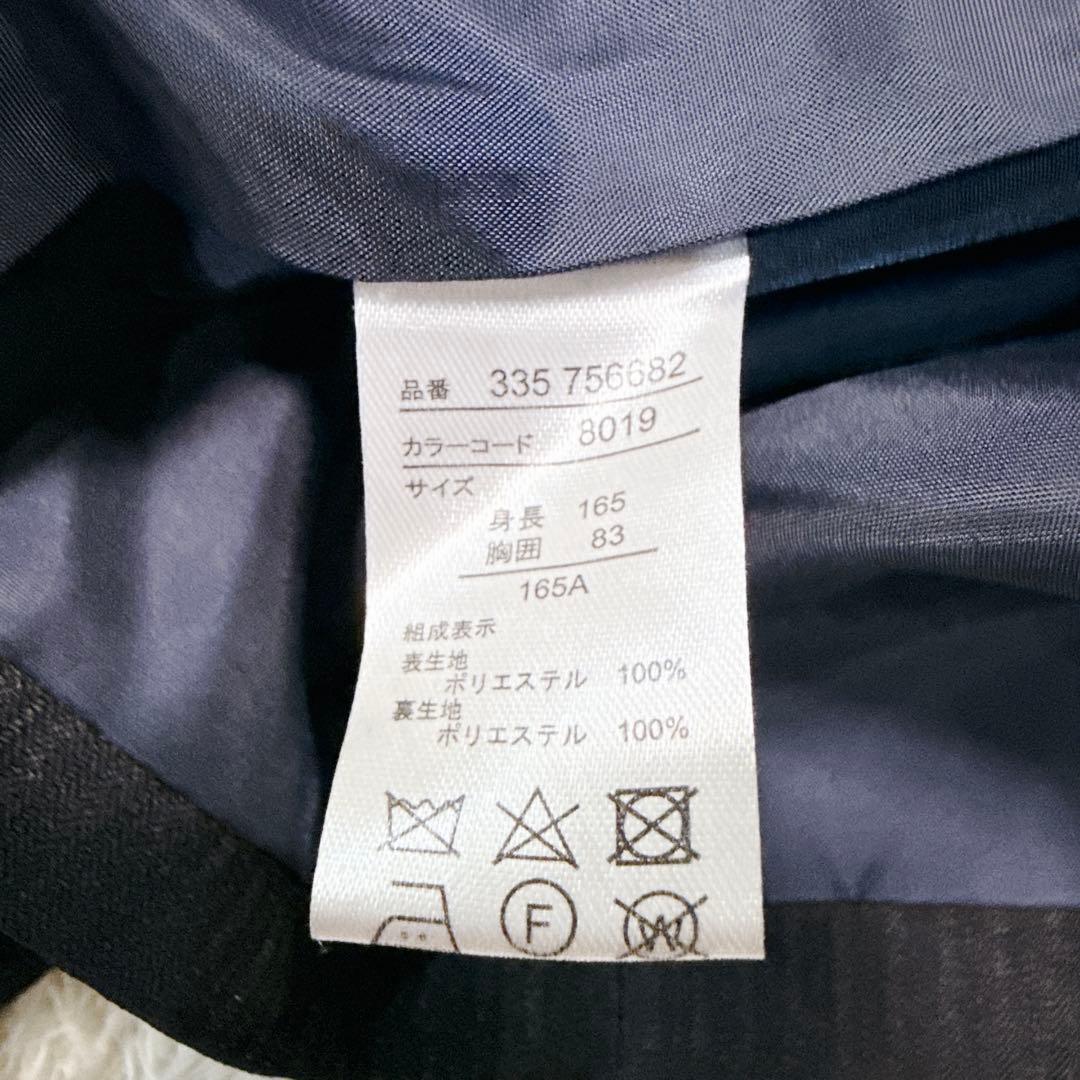 品番 335 756682
カラーコード 8019
サイズ
身長 165
胸囲 83
165A
組成表示
表生地
ポリエステル 100%
裏生地
ポリエステル 100%
F
W